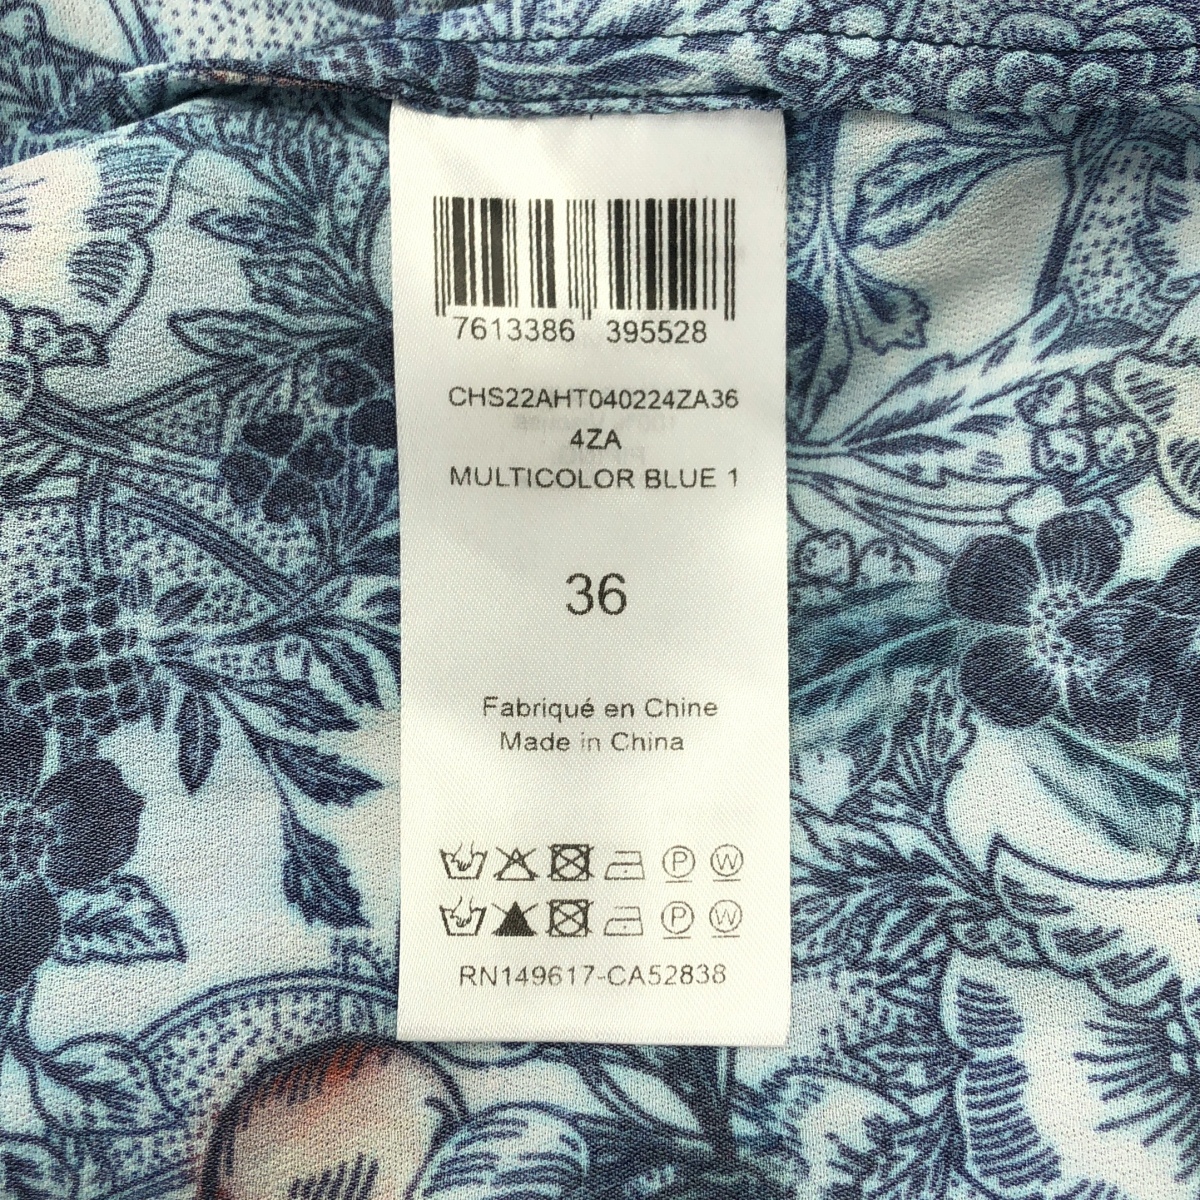 7613386 395528
CHS22AHT040224ZA36
4ZA
MULTICOLOR BLUE 1
36
Fabriqué en Chine
Made in China
P W
P W
RN149617-CA52838